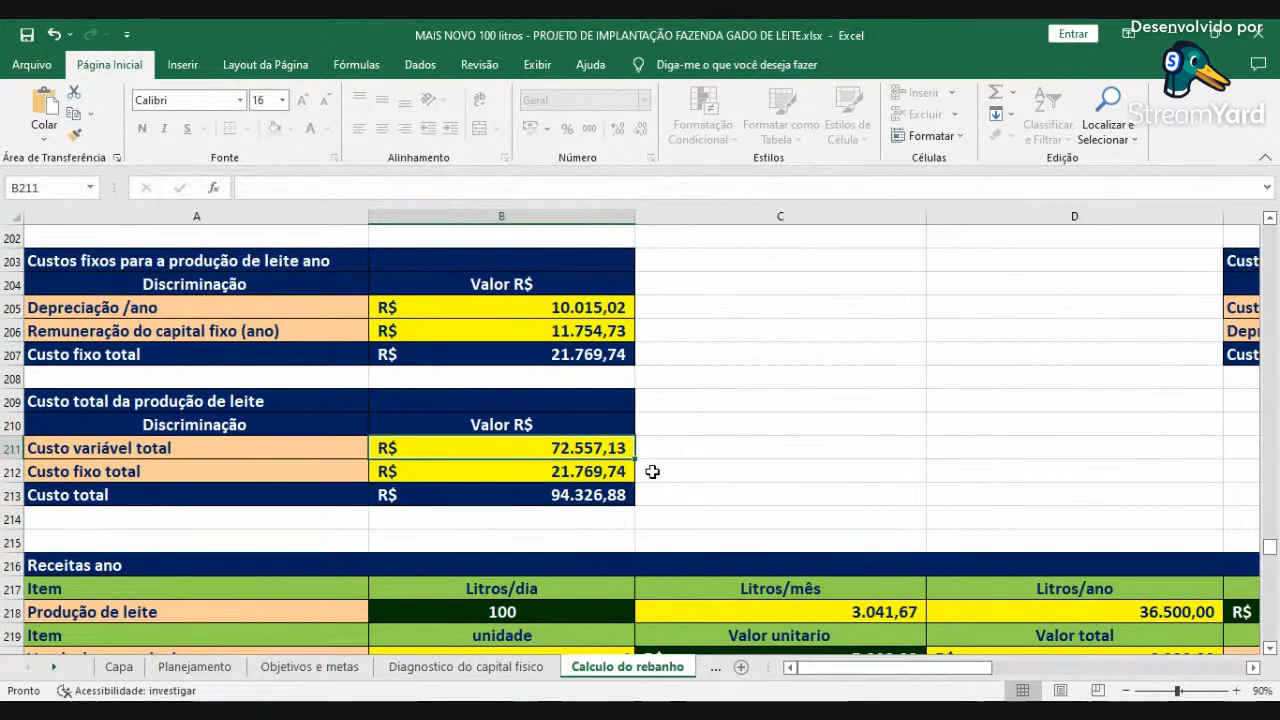 Desenvolvido por
StreamYard
MAIS NOVO 100 litros - PROJETO DE IMPLANTAÇÃO FAZENDA GADO DE LEITE.xlsx - Excel
Entrar
Arquivo Página Inicial Inserir Layout da Página Fórmulas Dados Revisão Exibir Ajuda Diga-me o que você deseja fazer
Colar
Calibri 16
N I S
Geral
% 000
Formatação Condicional
Formatar como Tabela
Estilos de Célula
Inserir
Excluir
Formatar
Classificar e Filtrar
Localizar e Selecionar
Área de Transferência Fonte Alinhamento Número Estilos Células Edição
B211 fx
A B C D
202
203 Custos fixos para a produção de leite ano Cust
204 Discriminação Valor R$
205 Depreciação /ano R$ 10.015,02 Cust
206 Remuneração do capital fixo (ano) R$ 11.754,73 Depr
207 Custo fixo total R$ 21.769,74 Cust
208
209 Custo total da produção de leite
210 Discriminação Valor R$
211 Custo variável total R$ 72.557,13
212 Custo fixo total R$ 21.769,74
213 Custo total R$ 94.326,88
214
215
216 Receitas ano
217 Item Litros/dia Litros/mês Litros/ano
218 Produção de leite 100 3.041,67 36.500,00 R$
219 Item unidade Valor unitario Valor total
Capa Planejamento Objetivos e metas Diagnostico do capital fisico Calculo do rebanho ...
Pronto Acessibilidade: investigar 90%